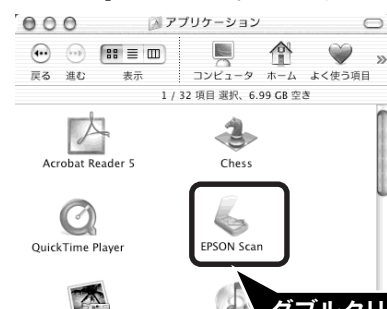 アプリケーション
戻る 進む 表示 コンピュータ ホーム よく使う項目
1 / 32 項目 選択、6.99 GB 空き
Acrobat Reader 5 Chess
QuickTime Player EPSON Scan
ダブルクリ